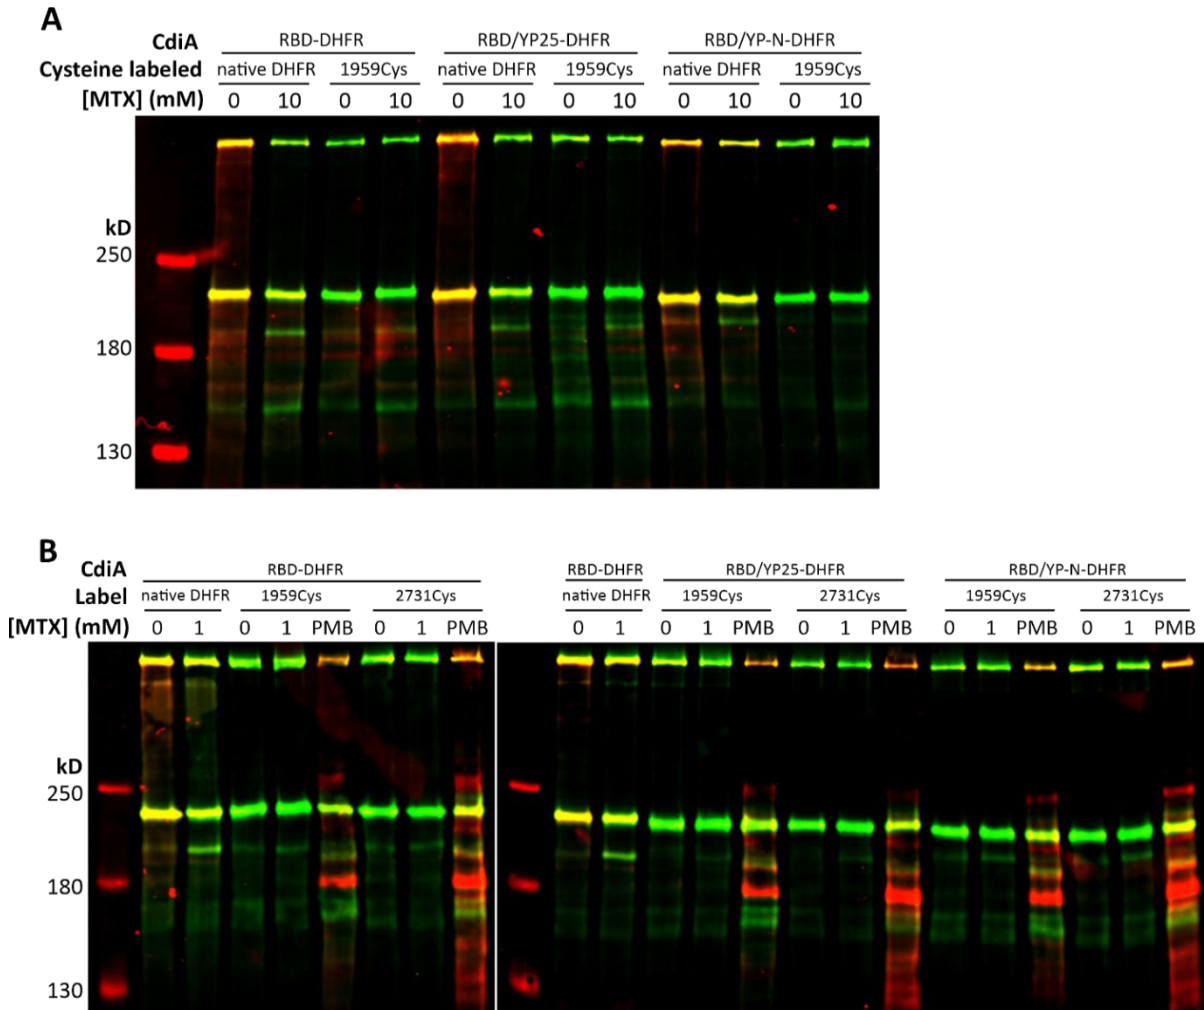 A
CdiA RBD-DHFR RBD/YP25-DHFR RBD/YP-N-DHFR
Cysteine labeled native DHFR 1959Cys native DHFR 1959Cys native DHFR 1959Cys
[MTX] (mM) 0 10 0 10 0 10 0 10 0 10 0 10
kD
250
180
130
B
CdiA RBD-DHFR RBD-DHFR RBD/YP25-DHFR RBD/YP-N-DHFR
Label native DHFR 1959Cys 2731Cys native DHFR 1959Cys 2731Cys 1959Cys 2731Cys
[MTX] (mM) 0 1 0 1 PMB 0 1 PMB 0 1 0 1 PMB 0 1 PMB 0 1 PMB 0 1 PMB
kD
250
180
130